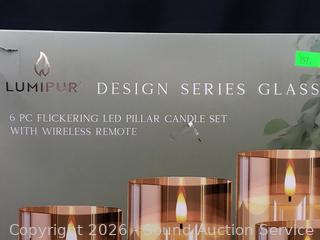 LUMIPUR
DESIGN SERIES GLASS
6 PC FLICKERING LED PILLAR CANDLE SET
WITH WIRELESS REMOTE
Copyright 2026 - Sound Auction Service